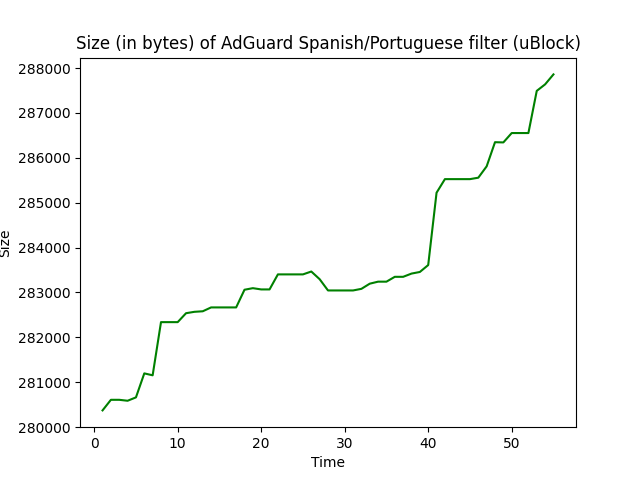 Size (in bytes) of AdGuard Spanish/Portuguese filter (uBlock)
288000
287000
286000
285000
284000
283000
282000
281000
280000
Size
0 10 20 30 40 50
Time